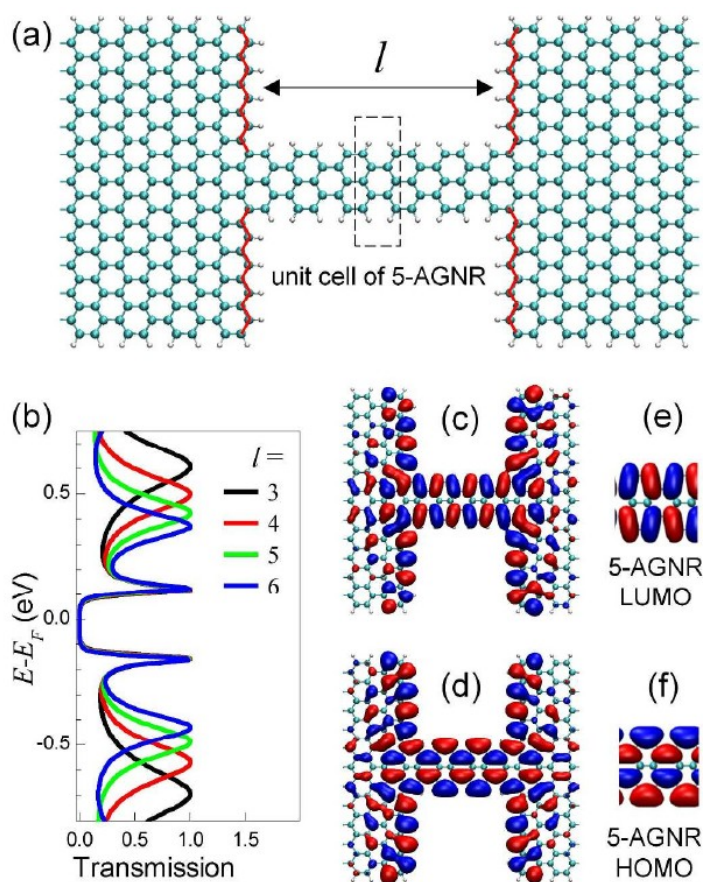 (a)
l
unit cell of 5-AGNR
(b)
l =
3
4
5
6
0.5
0.0
-0.5
E-E_F (eV)
0.0 0.5 1.0 1.5
Transmission
(c)
(d)
(e)
5-AGNR
LUMO
(f)
5-AGNR
HOMO